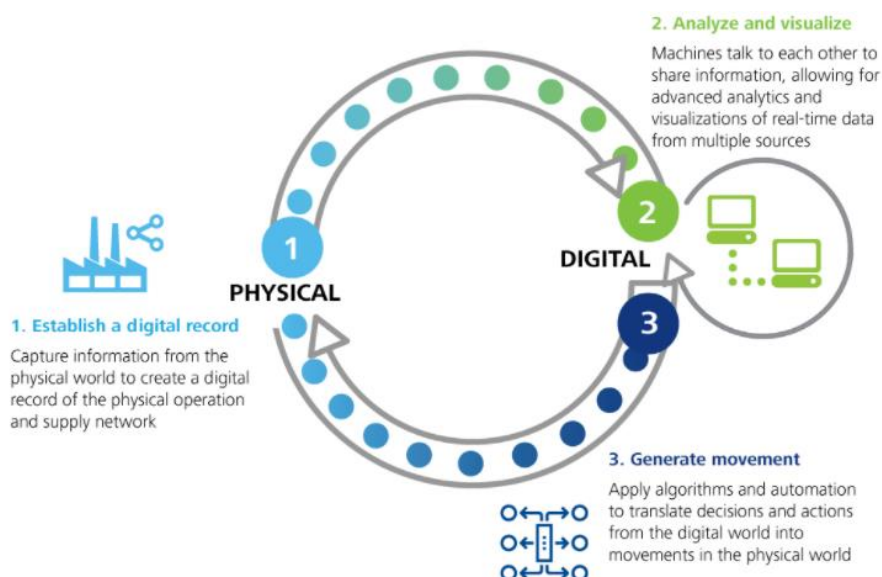 2. Analyze and visualize
Machines talk to each other to
share information, allowing for
advanced analytics and
visualizations of real-time data
from multiple sources
1
PHYSICAL
2
DIGITAL
3
1. Establish a digital record
Capture information from the
physical world to create a digital
record of the physical operation
and supply network
3. Generate movement
Apply algorithms and automation
to translate decisions and actions
from the digital world into
movements in the physical world